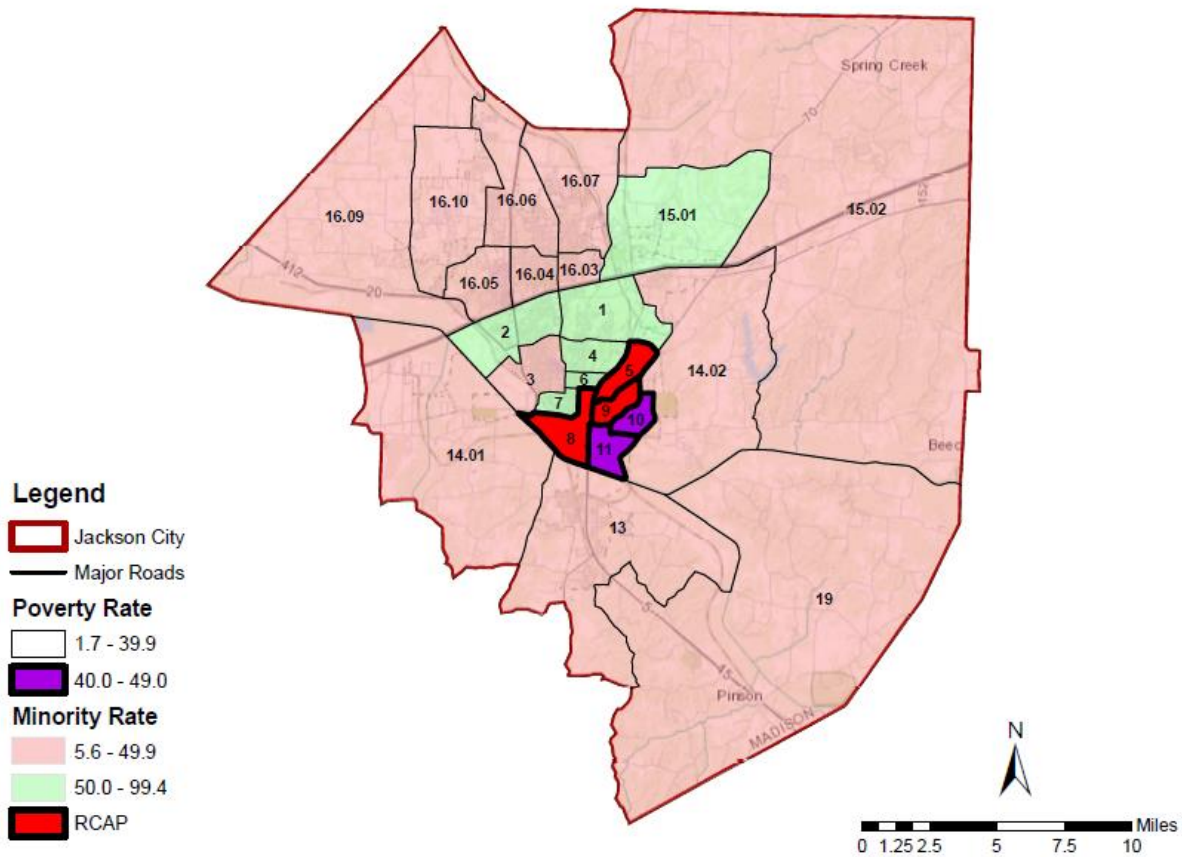 Spring Creek
70
16.07
16.10
16.06
15.01
152
15.02
16.09
412
20
16.05
16.04
16.03
1
2
4
3
5
6
14.02
7
9
10
8
11
14.01
Beec
13
19
5
45
Pinson
MADISON
Legend
Jackson City
Major Roads
Poverty Rate
1.7 - 39.9
40.0 - 49.0
Minority Rate
5.6 - 49.9
50.0 - 99.4
RCAP
N
Miles
0 1.25 2.5 5 7.5 10